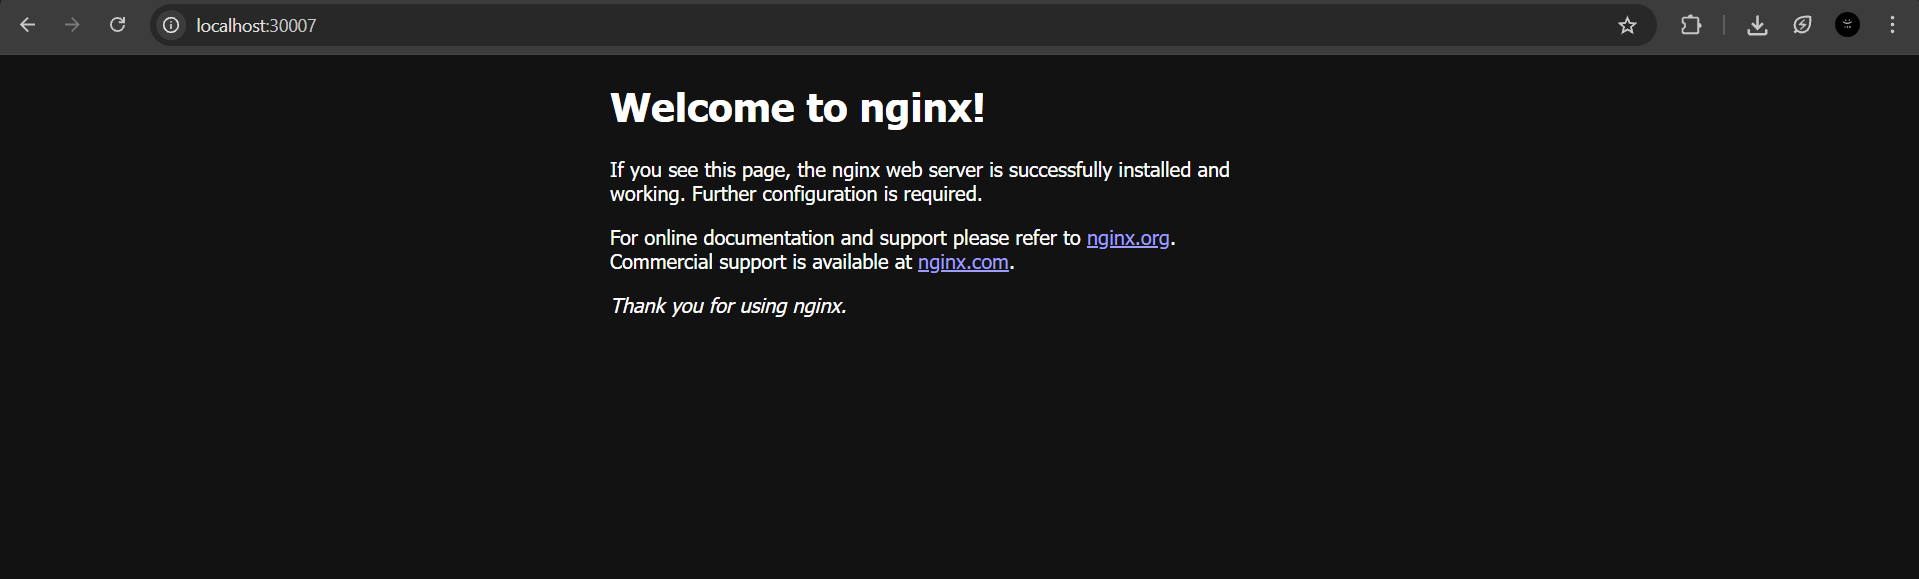 localhost:30007
Welcome to nginx!
If you see this page, the nginx web server is successfully installed and
working. Further configuration is required.
For online documentation and support please refer to nginx.org.
Commercial support is available at nginx.com.
Thank you for using nginx.